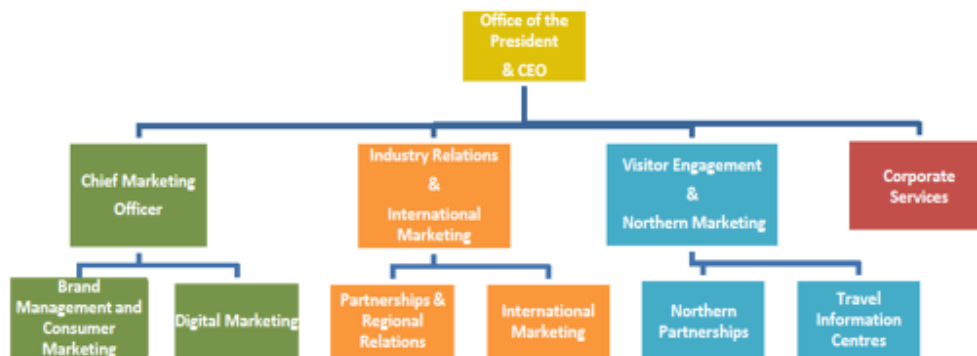 Office of the
President
& CEO
Chief Marketing
Officer
Industry Relations
&
International
Marketing
Visitor Engagement
&
Northern Marketing
Corporate
Services
Brand
Management and
Consumer
Marketing
Digital Marketing
Partnerships &
Regional
Relations
International
Marketing
Northern
Partnerships
Travel
Information
Centres